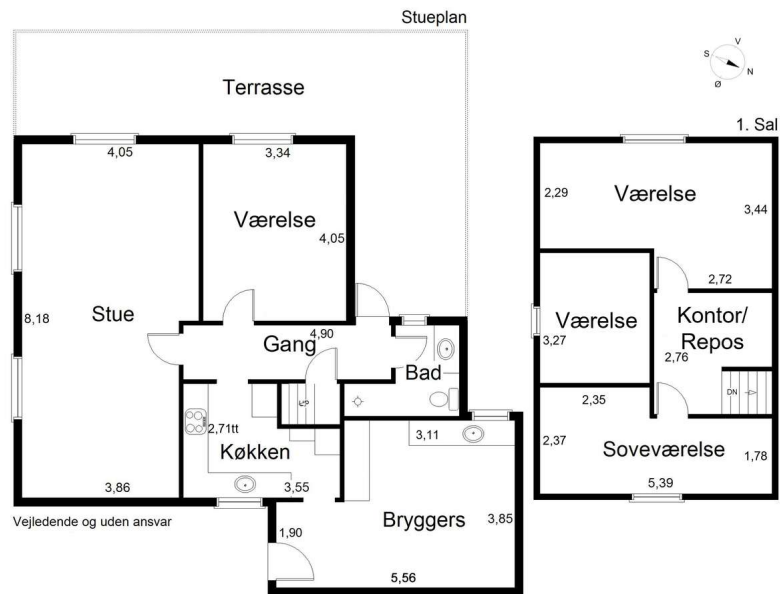 Stueplan
V
S
N
Ø
Terrasse
1. Sal
4,05
3,34
Værelse
4,05
2,29
Værelse
3,44
2,72
8,18
Stue
4,90
Gang
Bad
Værelse
3,27
Kontor/
Repos
2,76
DN
2,71tt
Køkken
3,55
3,86
3,11
2,35
2,37
Soveværelse
1,78
5,39
Vejledende og uden ansvar
1,90
Bryggers
3,85
5,56